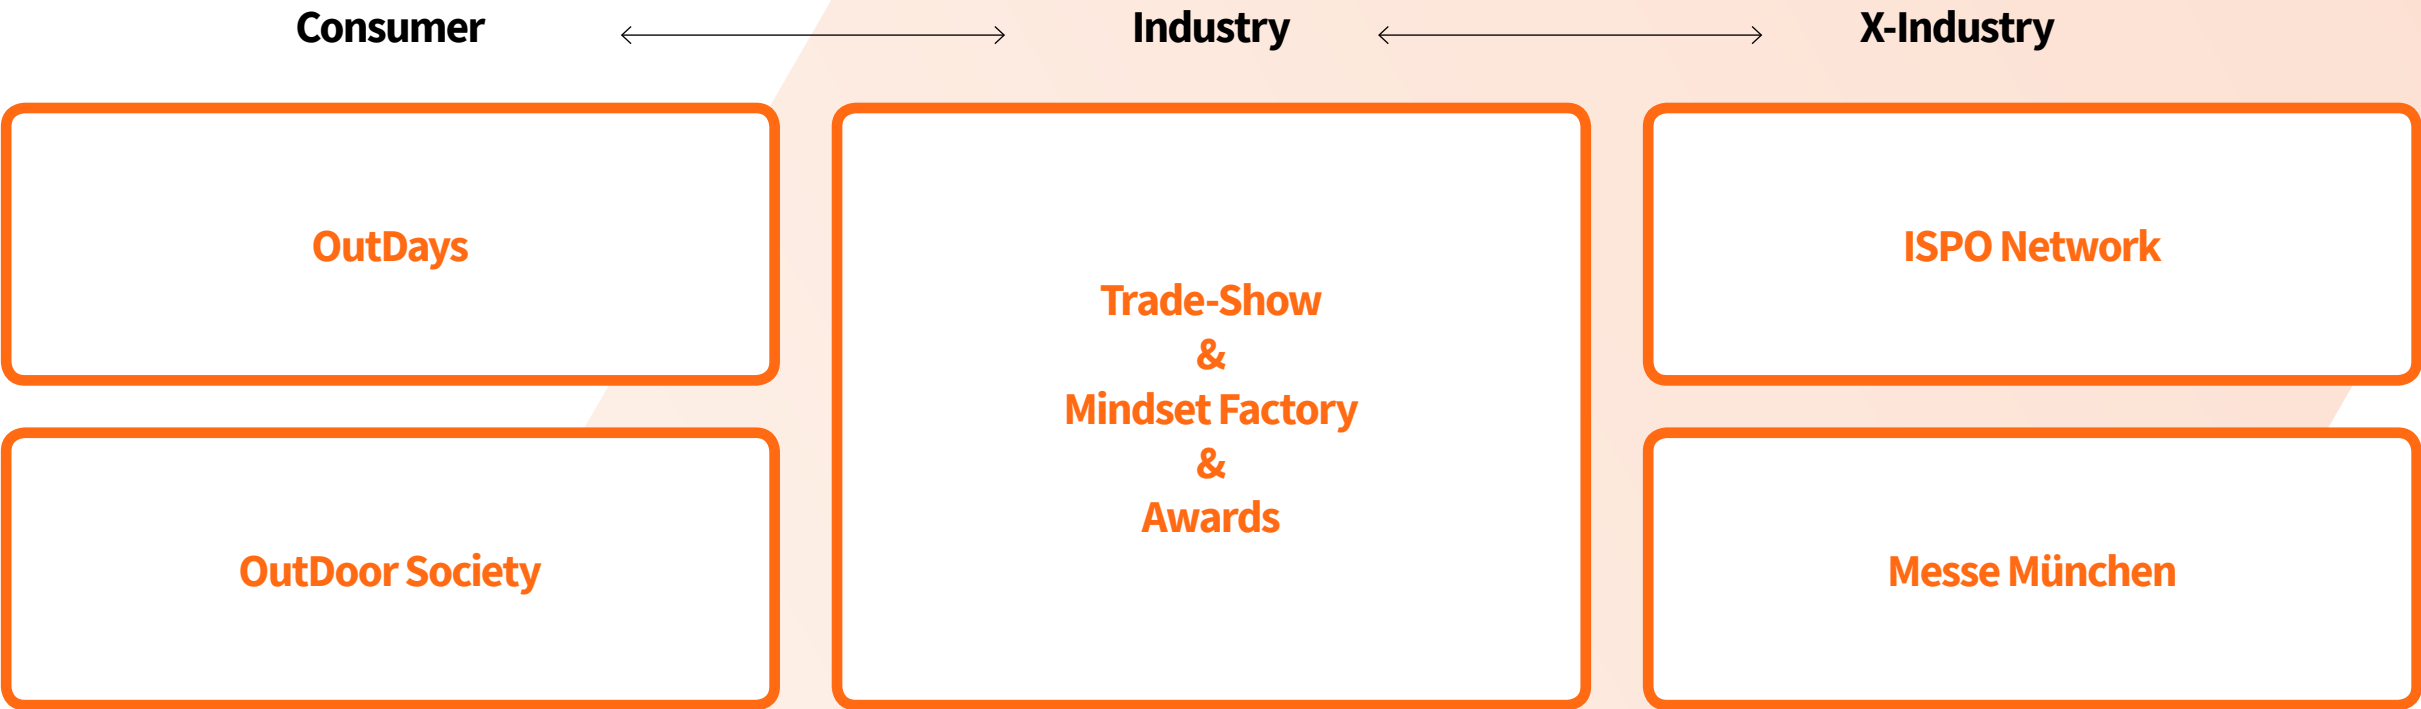 Consumer
Industry
X-Industry
OutDays
OutDoor Society
Trade-Show
&
Mindset Factory
&
Awards
ISPO Network
Messe München